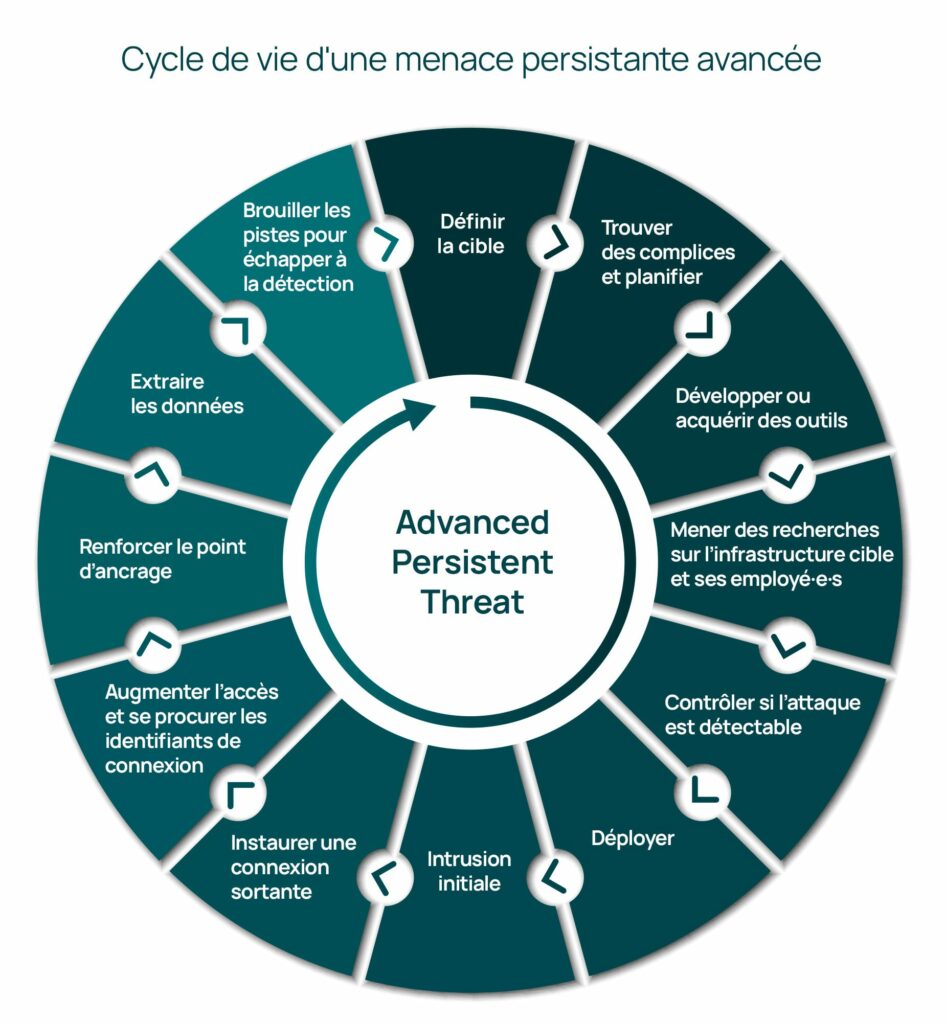 Cycle de vie d'une menace persistante avancée
Définir
la cible
Trouver
des complices
et planifier
Développer ou
acquérir des outils
Mener des recherches
sur l'infrastructure cible
et ses employé·e·s
Contrôler si l'attaque
est détectable
Déployer
Intrusion
initiale
Instaurer une
connexion
sortante
Augmenter l'accès
et se procurer les
identifiants de
connexion
Renforcer le point
d'ancrage
Extraire
les données
Brouiller les
pistes pour
échapper à
la détection
Advanced
Persistent
Threat